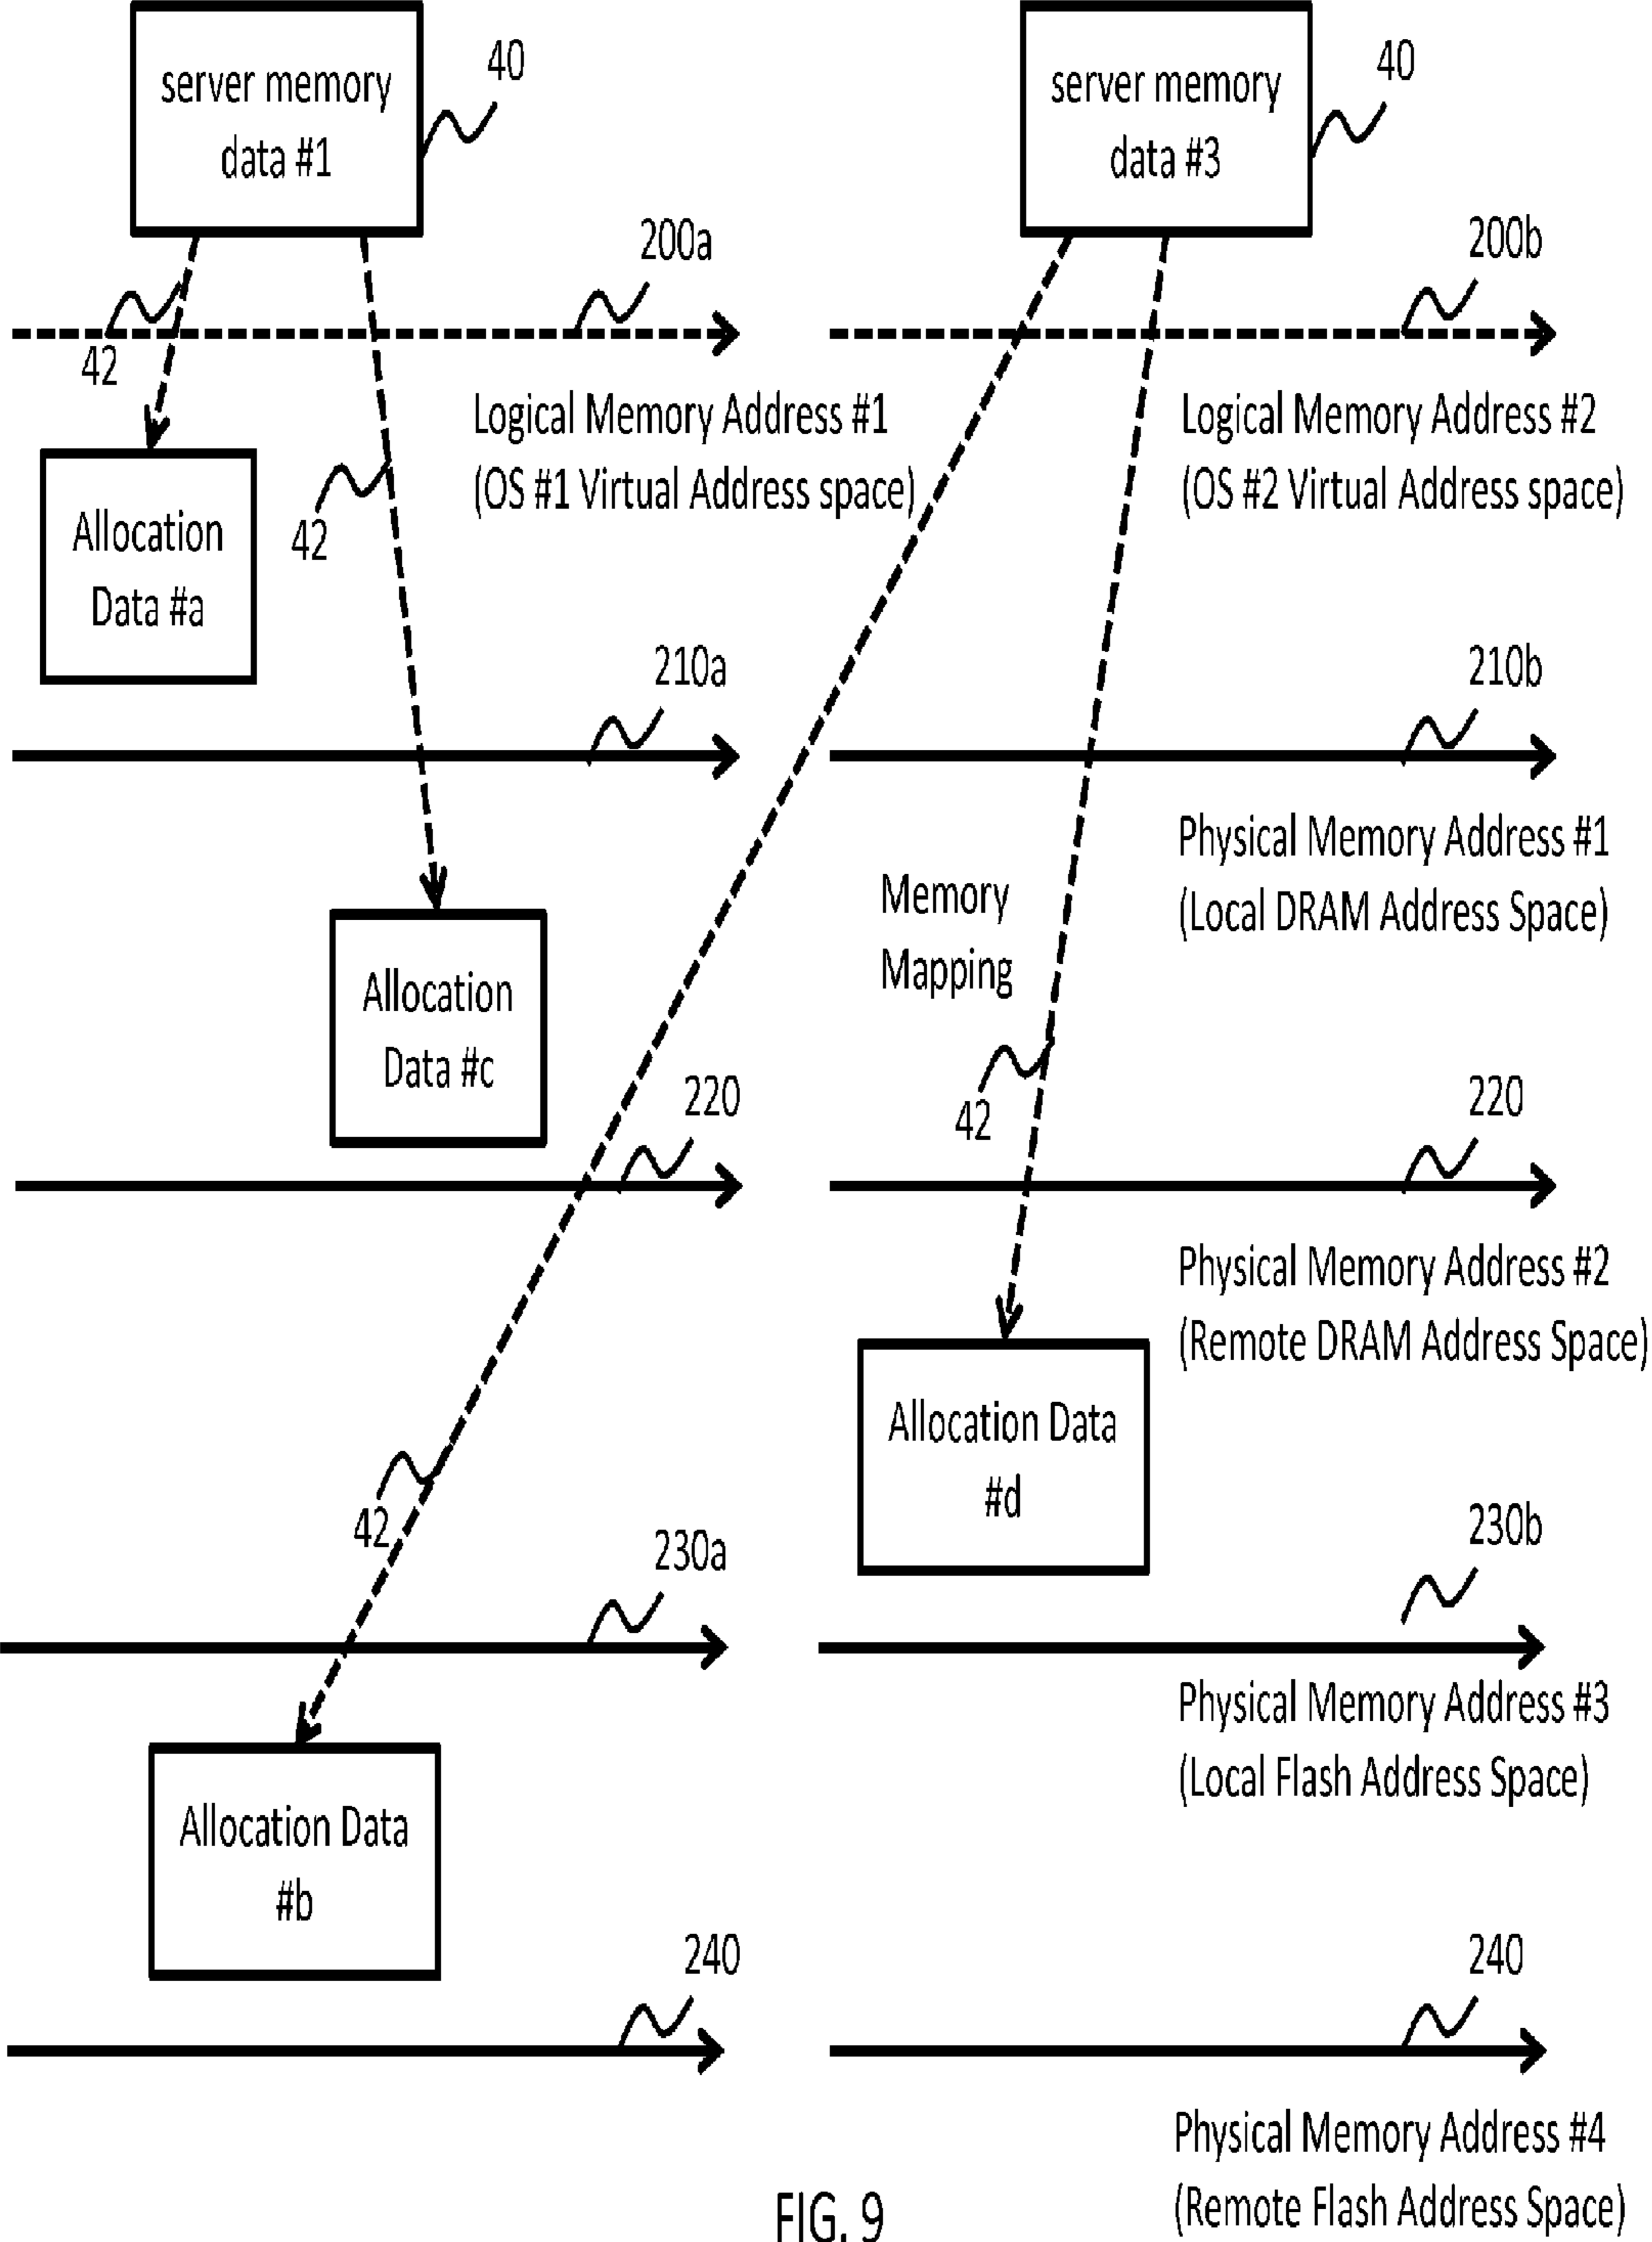 server memory
data #1
40
server memory
data #3
40
200a
200b
42
Logical Memory Address #1
(OS #1 Virtual Address space)
Logical Memory Address #2
(OS #2 Virtual Address space)
Allocation
Data #a
42
210a
210b
Physical Memory Address #1
(Local DRAM Address Space)
Memory
Mapping
Allocation
Data #c
220
42
220
Physical Memory Address #2
(Remote DRAM Address Space)
Allocation Data
#d
42
230a
230b
Physical Memory Address #3
(Local Flash Address Space)
Allocation Data
#b
240
240
Physical Memory Address #4
(Remote Flash Address Space)
FIG. 9